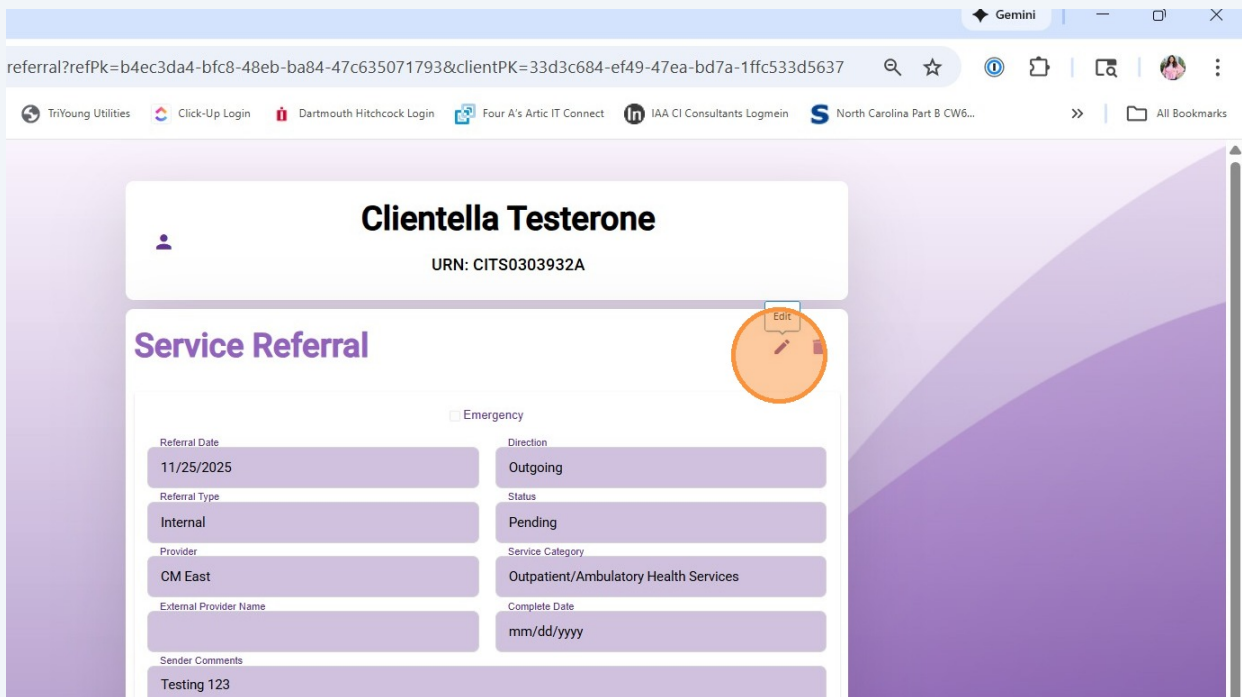 Gemini
referral?refPk=b4ec3da4-bfc8-48eb-ba84-47c635071793&clientPK=33d3c684-ef49-47ea-bd7a-1ffc533d5637
TriYoung Utilities Click-Up Login Dartmouth Hitchcock Login Four A's Artic IT Connect IAA CI Consultants Logmein North Carolina Part B CW6... » All Bookmarks
Clientella Testerone
URN: CITS0303932A
Edit
Service Referral
Emergency
Referral Date Direction
11/25/2025 Outgoing
Referral Type Status
Internal Pending
Provider Service Category
CM East Outpatient/Ambulatory Health Services
External Provider Name Complete Date
mm/dd/yyyy
Sender Comments
Testing 123